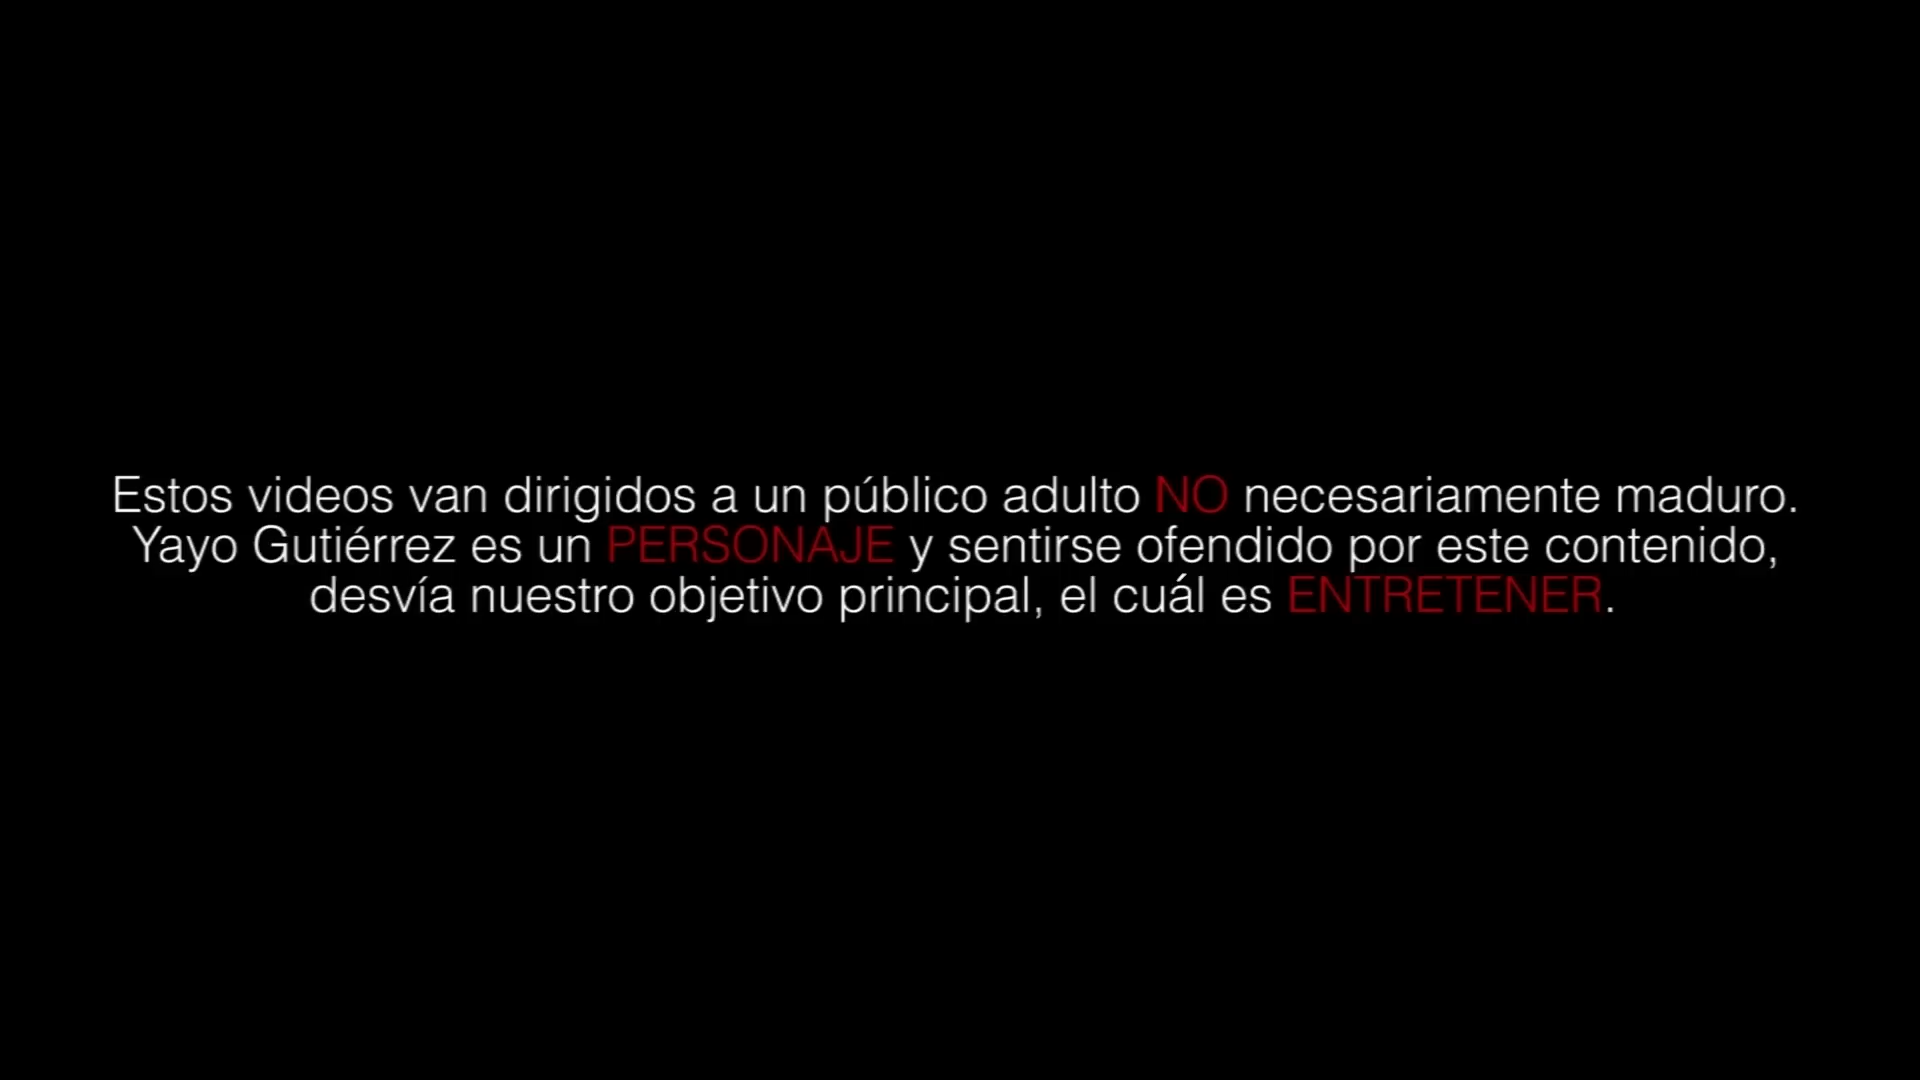 Estos videos van dirigidos a un público adulto NO necesariamente maduro.
Yayo Gutiérrez es un PERSONAJE y sentirse ofendido por este contenido,
desvía nuestro objetivo principal, el cuál es ENTRETENER.